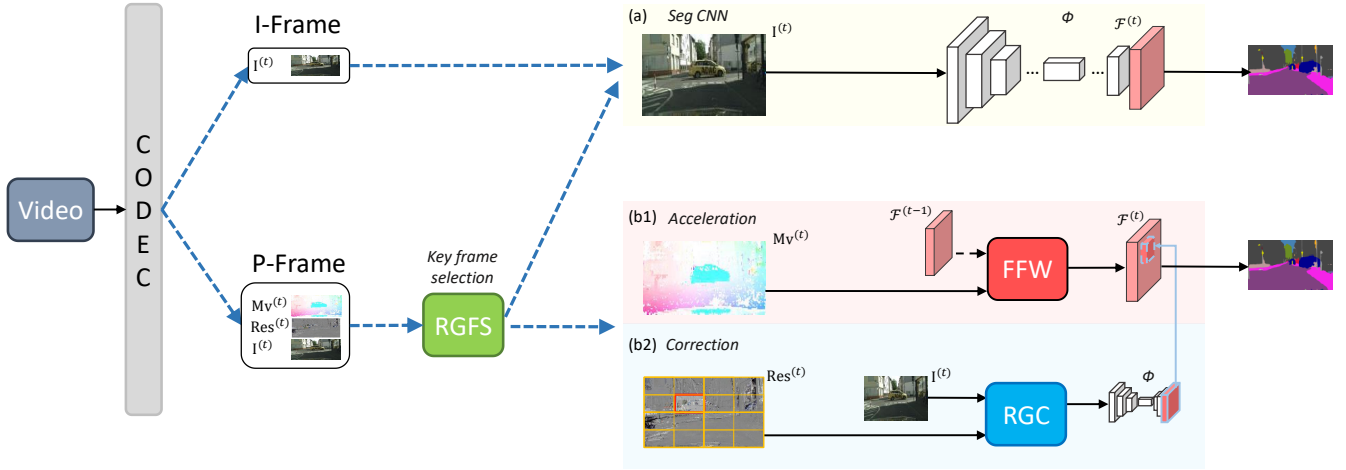 Video
C
O
D
E
C
I-Frame
I^(t)
P-Frame
Mv^(t)
Res^(t)
I^(t)
Key frame
selection
RGFS
(a) Seg CNN
I^(t)
...
Φ
...
ℱ^(t)
(b1) Acceleration
Mv^(t)
ℱ^(t−1)
FFW
ℱ^(t)
(b2) Correction
Res^(t)
I^(t)
RGC
Φ